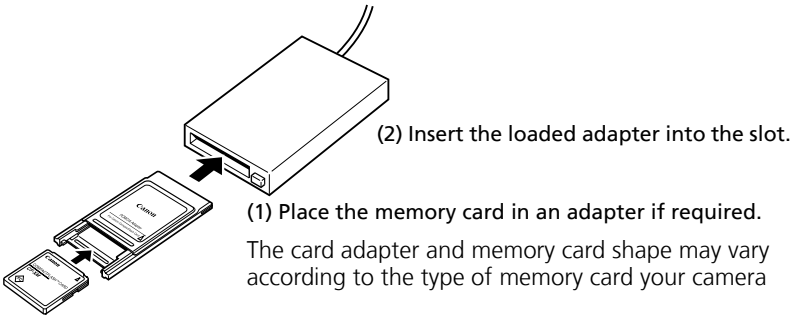 (2) Insert the loaded adapter into the slot.
(1) Place the memory card in an adapter if required.
The card adapter and memory card shape may vary
according to the type of memory card your camera
Canon
Canon